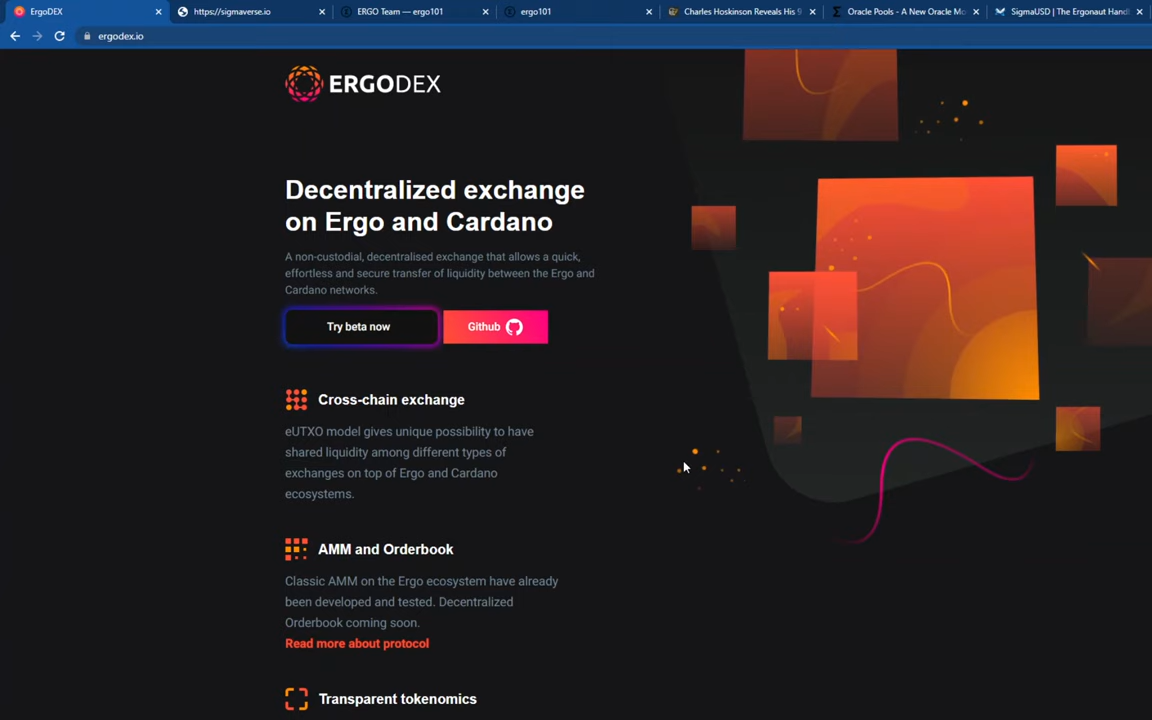 ErgoDEX
https://sigmaverse.io
ERGO Team — ergo101
ergo101
Charles Hoskinson Reveals His 9
Oracle Pools - A New Oracle Mo
SigmaUSD | The Ergonaut Handb
ergodex.io
ERGODEX
Decentralized exchange
on Ergo and Cardano
A non-custodial, decentralised exchange that allows a quick,
effortless and secure transfer of liquidity between the Ergo and
Cardano networks.
Try beta now
Github
Cross-chain exchange
eUTXO model gives unique possibility to have
shared liquidity among different types of
exchanges on top of Ergo and Cardano
ecosystems.
AMM and Orderbook
Classic AMM on the Ergo ecosystem have already
been developed and tested. Decentralized
Orderbook coming soon.
Read more about protocol
Transparent tokenomics